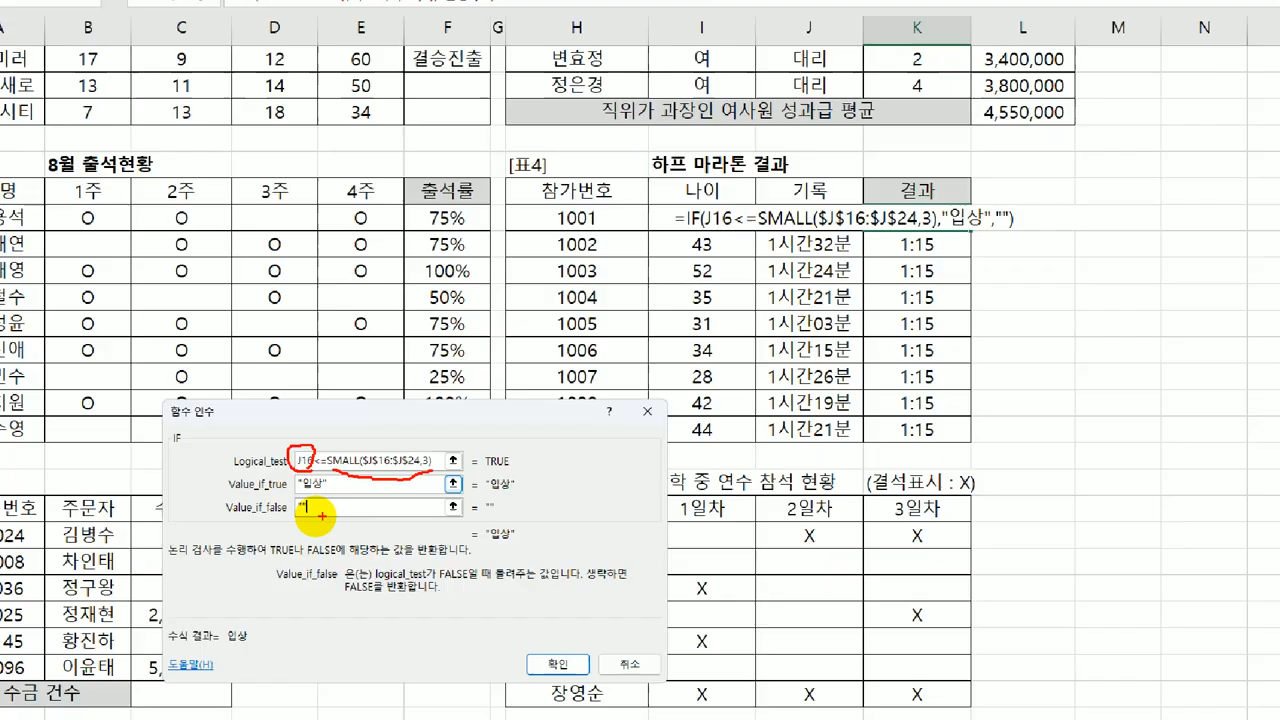 B C D E F G H I J K L M N
미러 17 9 12 60 결승진출 변효정 여 대리 2 3,400,000
새로 13 11 14 50 정은경 여 대리 4 3,800,000
시티 7 13 18 34 직위가 과장인 여사원 성과급 평균 4,550,000
8월 출석현황 [표4] 하프 마라톤 결과
명 1주 2주 3주 4주 출석률 참가번호 나이 기록 결과
용석 O O O 75% 1001 =IF(J16<=SMALL($J$16:$J$24,3),"입상","")
O O O 75% 1002 43 1시간32분 1:15
O O O O 100% 1003 52 1시간24분 1:15
O O 50% 1004 35 1시간21분 1:15
O O O 75% 1005 31 1시간03분 1:15
O O O 75% 1006 34 1시간15분 1:15
O 25% 1007 28 1시간26분 1:15
지원 O 42 1시간19분 1:15
44 1시간21분 1:15
함수 인수 ? ×
IF
Logical_test J16<=SMALL($J$16:$J$24,3) = TRUE
Value_if_true "입상" = "입상"
Value_if_false "" = ""
= "입상"
논리 검사를 수행하여 TRUE나 FALSE에 해당하는 값을 반환합니다.
Value_if_false 은(는) logical_test가 FALSE일 때 돌려주는 값입니다. 생략하면
FALSE를 반환합니다.
수식 결과= 입상
도움말(H) 확인 취소
학 중 연수 참석 현황 (결석표시 : X)
번호 주문자 1일차 2일차 3일차
024 김병수 X X
008 차인태
036 정구왕 X
025 정재현 2, X
45 황진하 X
096 이윤태 5,
수금 건수 장영순 X X X